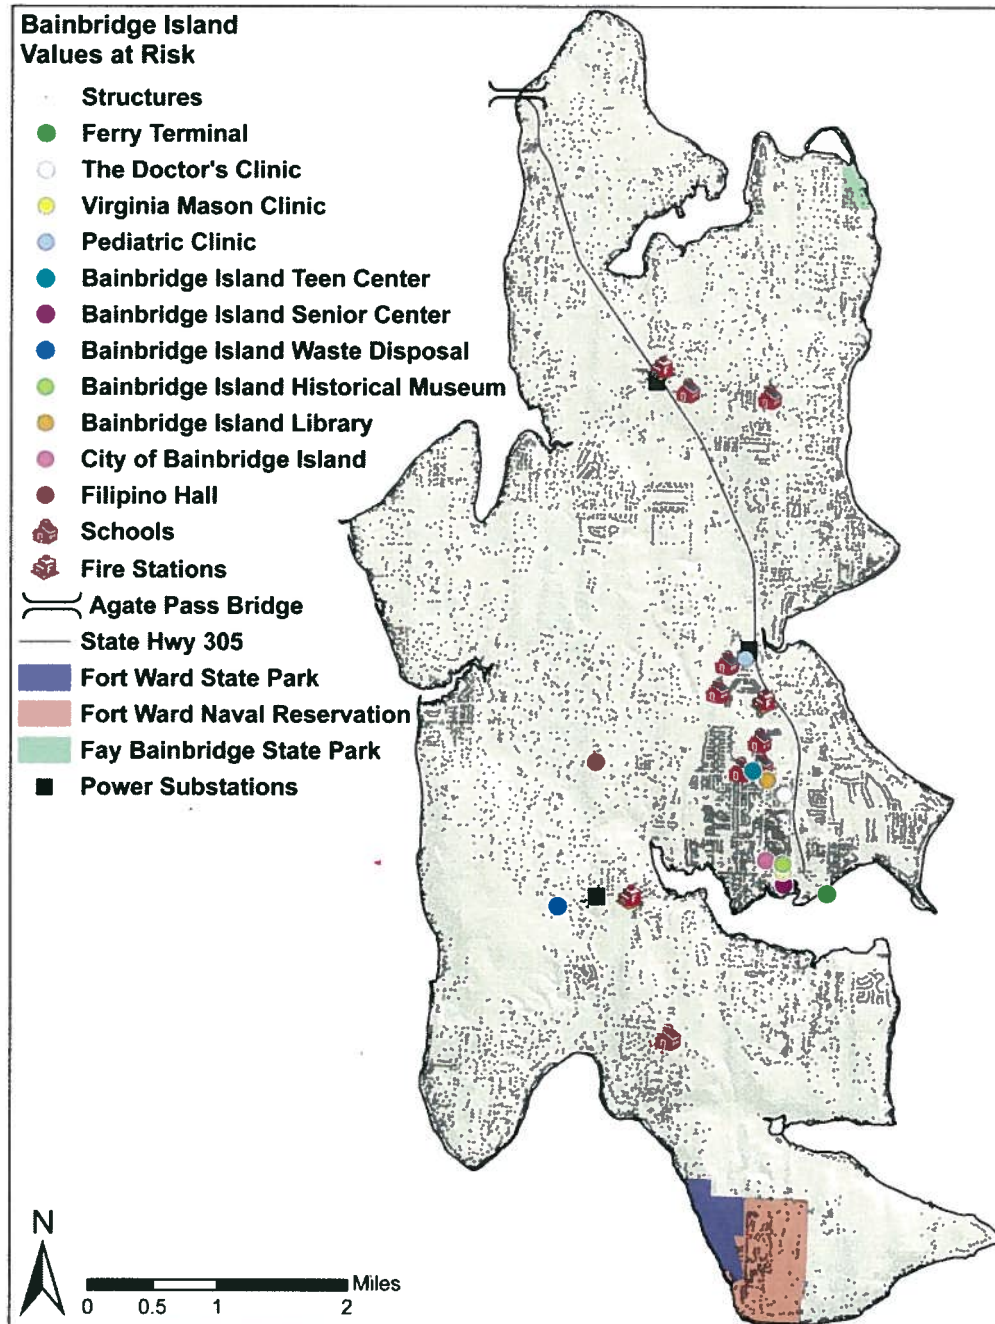 Bainbridge Island
Values at Risk
Structures
Ferry Terminal
The Doctor's Clinic
Virginia Mason Clinic
Pediatric Clinic
Bainbridge Island Teen Center
Bainbridge Island Senior Center
Bainbridge Island Waste Disposal
Bainbridge Island Historical Museum
Bainbridge Island Library
City of Bainbridge Island
Filipino Hall
Schools
Fire Stations
Agate Pass Bridge
State Hwy 305
Fort Ward State Park
Fort Ward Naval Reservation
Fay Bainbridge State Park
Power Substations
N
Miles
0 0.5 1 2